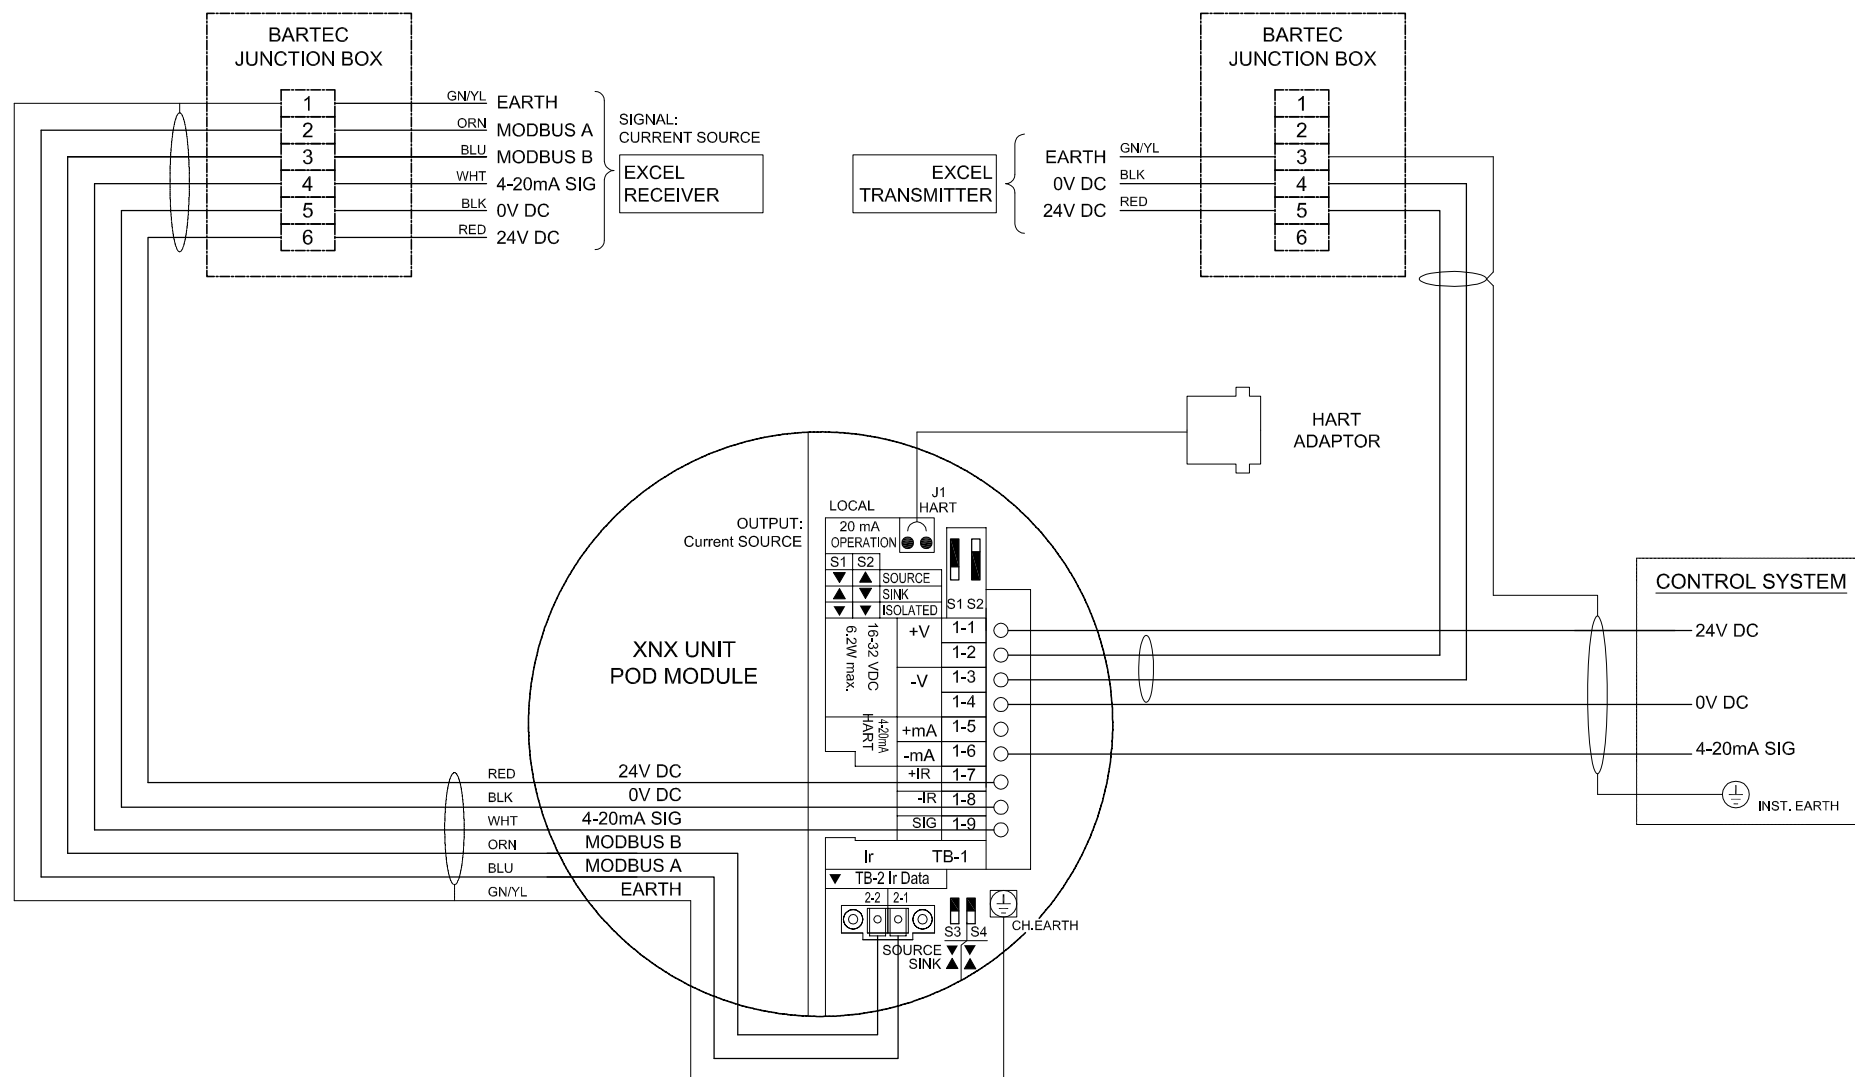 BARTEC
JUNCTION BOX
1
2
3
4
5
6
GN/YL EARTH
ORN MODBUS A
BLU MODBUS B
WHT 4-20mA SIG
BLK 0V DC
RED 24V DC
SIGNAL:
CURRENT SOURCE
EXCEL
RECEIVER
BARTEC
JUNCTION BOX
1
2
3
4
5
6
EXCEL
TRANSMITTER
EARTH GN/YL
0V DC BLK
24V DC RED
HART
ADAPTOR
J1
HART
LOCAL
20 mA
OPERATION
OUTPUT:
Current SOURCE
S1 S2
SOURCE
SINK
ISOLATED
S1 S2
16-32 VDC
6.2W max.
4-20mA
HART
+V 1-1
1-2
-V 1-3
1-4
1-5
+mA
-mA 1-6
+IR 1-7
-IR 1-8
SIG 1-9
Ir TB-1
TB-2 Ir Data
2-2 2-1
S3 S4
SOURCE
SINK
CH.EARTH
XNX UNIT
POD MODULE
RED 24V DC
BLK 0V DC
WHT 4-20mA SIG
ORN MODBUS B
BLU MODBUS A
GN/YL EARTH
CONTROL SYSTEM
24V DC
0V DC
4-20mA SIG
INST. EARTH